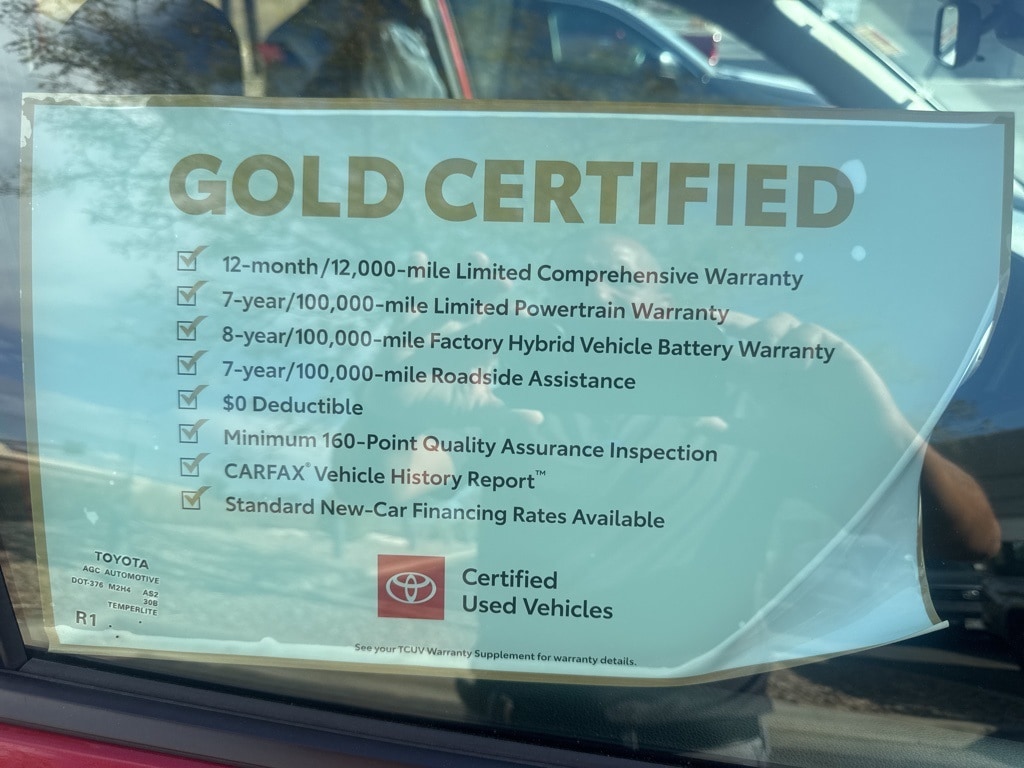 GOLD CERTIFIED
12-month/12,000-mile Limited Comprehensive Warranty
7-year/100,000-mile Limited Powertrain Warranty
8-year/100,000-mile Factory Hybrid Vehicle Battery Warranty
7-year/100,000-mile Roadside Assistance
$0 Deductible
Minimum 160-Point Quality Assurance Inspection
CARFAX® Vehicle History Report™
Standard New-Car Financing Rates Available
TOYOTA
AGC AUTOMOTIVE
DOT-376 M2H4 AS2
30B
TEMPERLITE
R1
Certified
Used Vehicles
See your TCUV Warranty Supplement for warranty details.